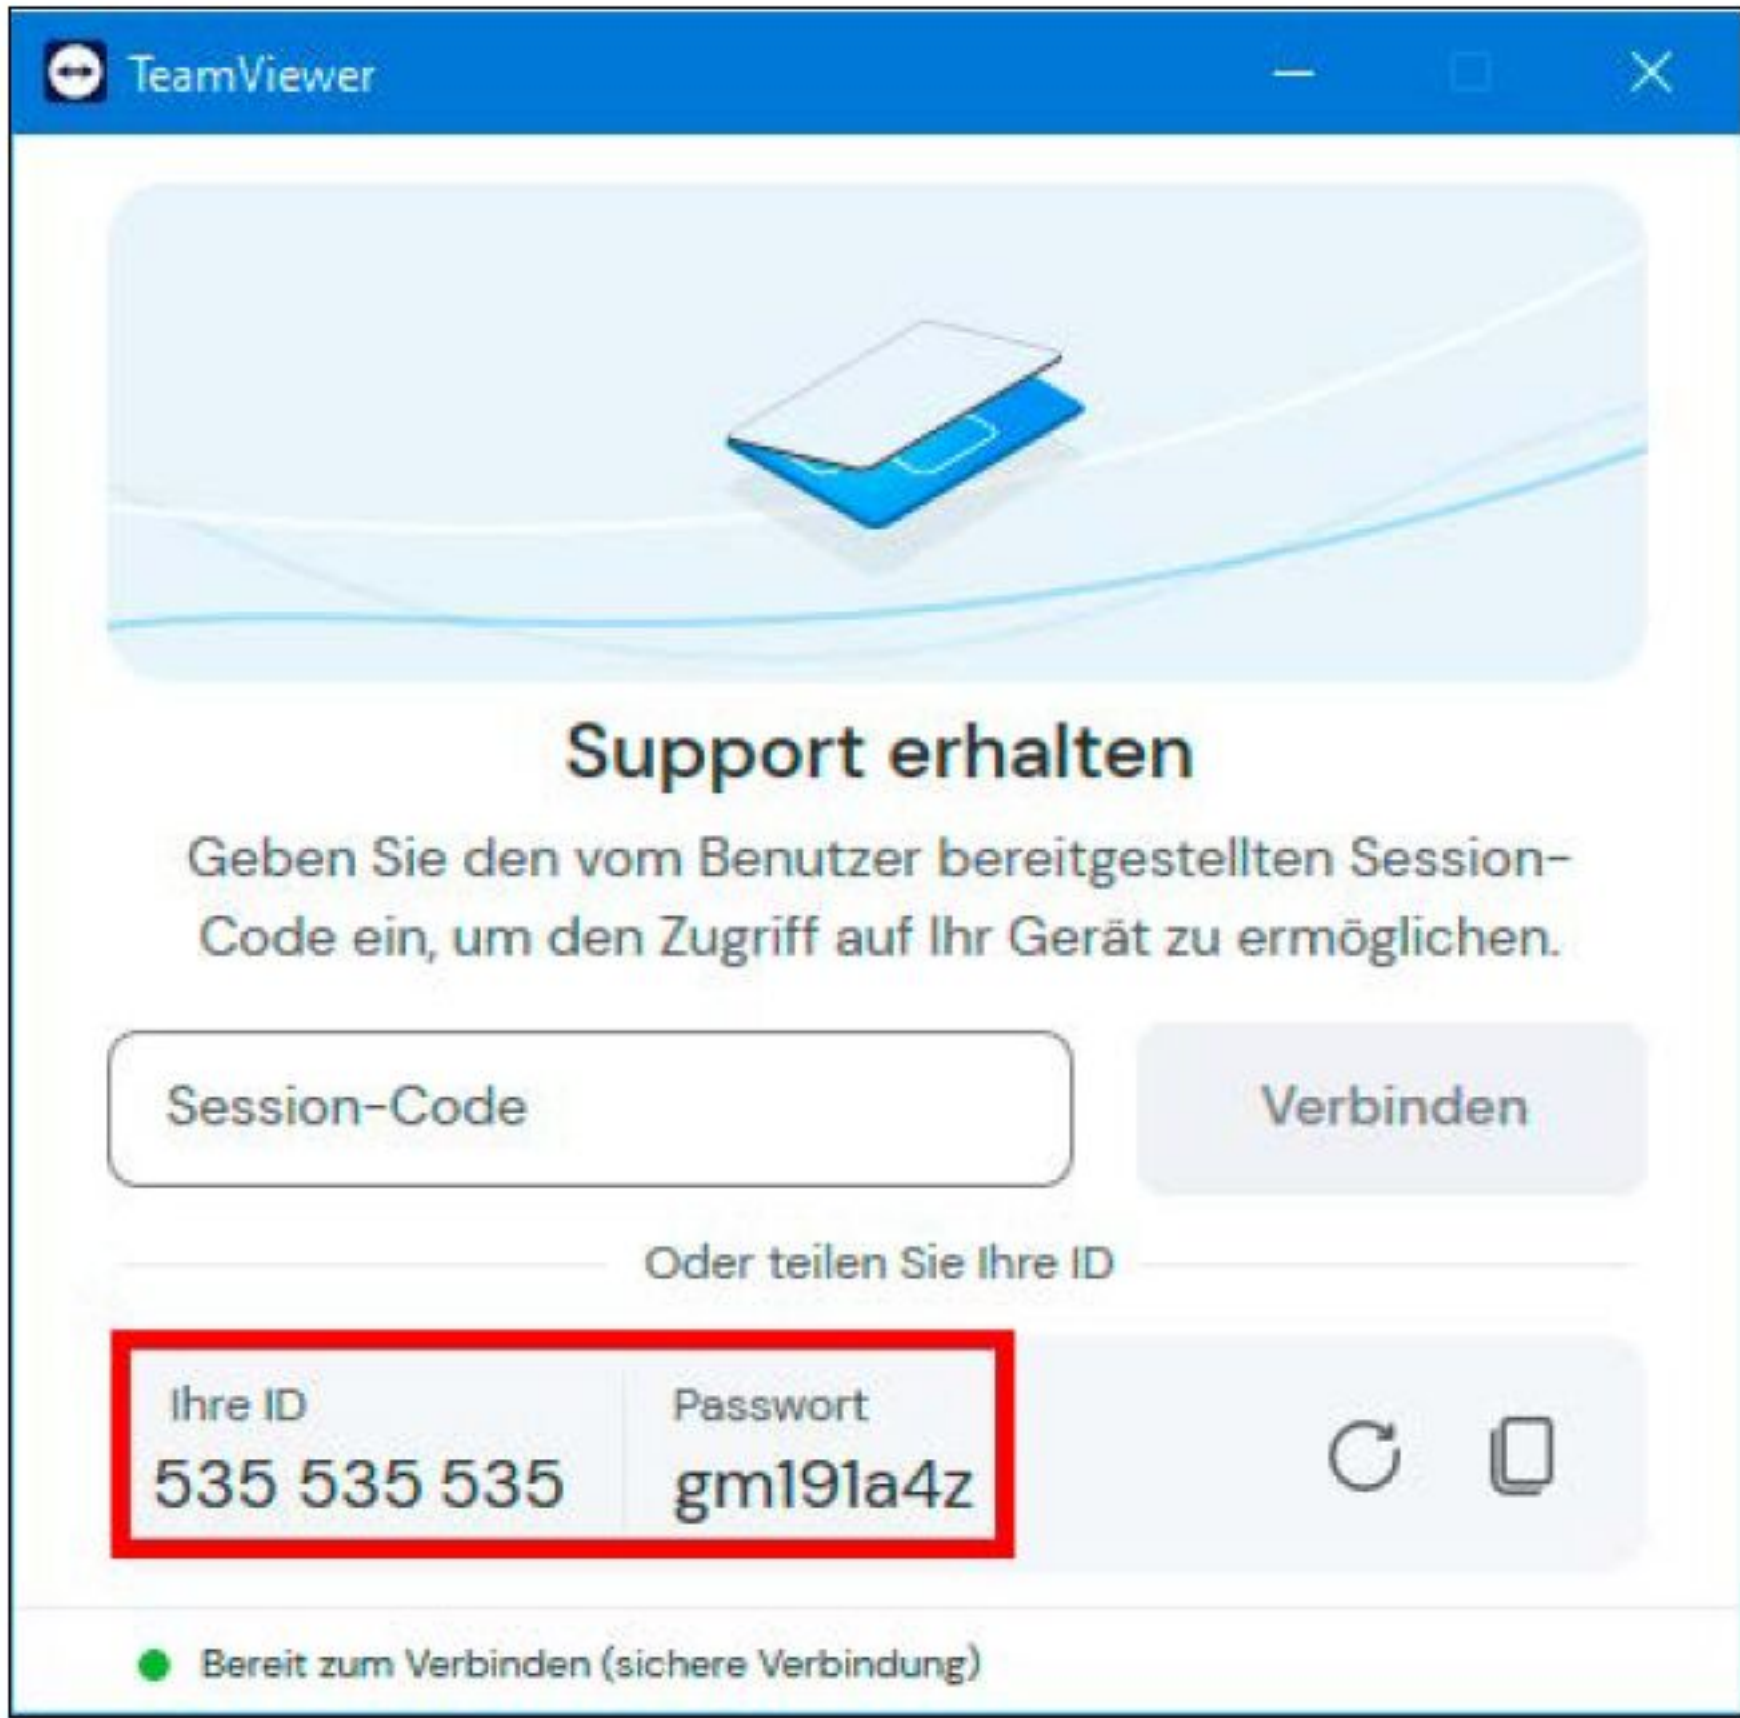 TeamViewer
Support erhalten
Geben Sie den vom Benutzer bereitgestellten Session-
Code ein, um den Zugriff auf Ihr Gerät zu ermöglichen.
Session-Code
Verbinden
Oder teilen Sie Ihre ID
Ihre ID
535 535 535
Passwort
gm191a4z
Bereit zum Verbinden (sichere Verbindung)